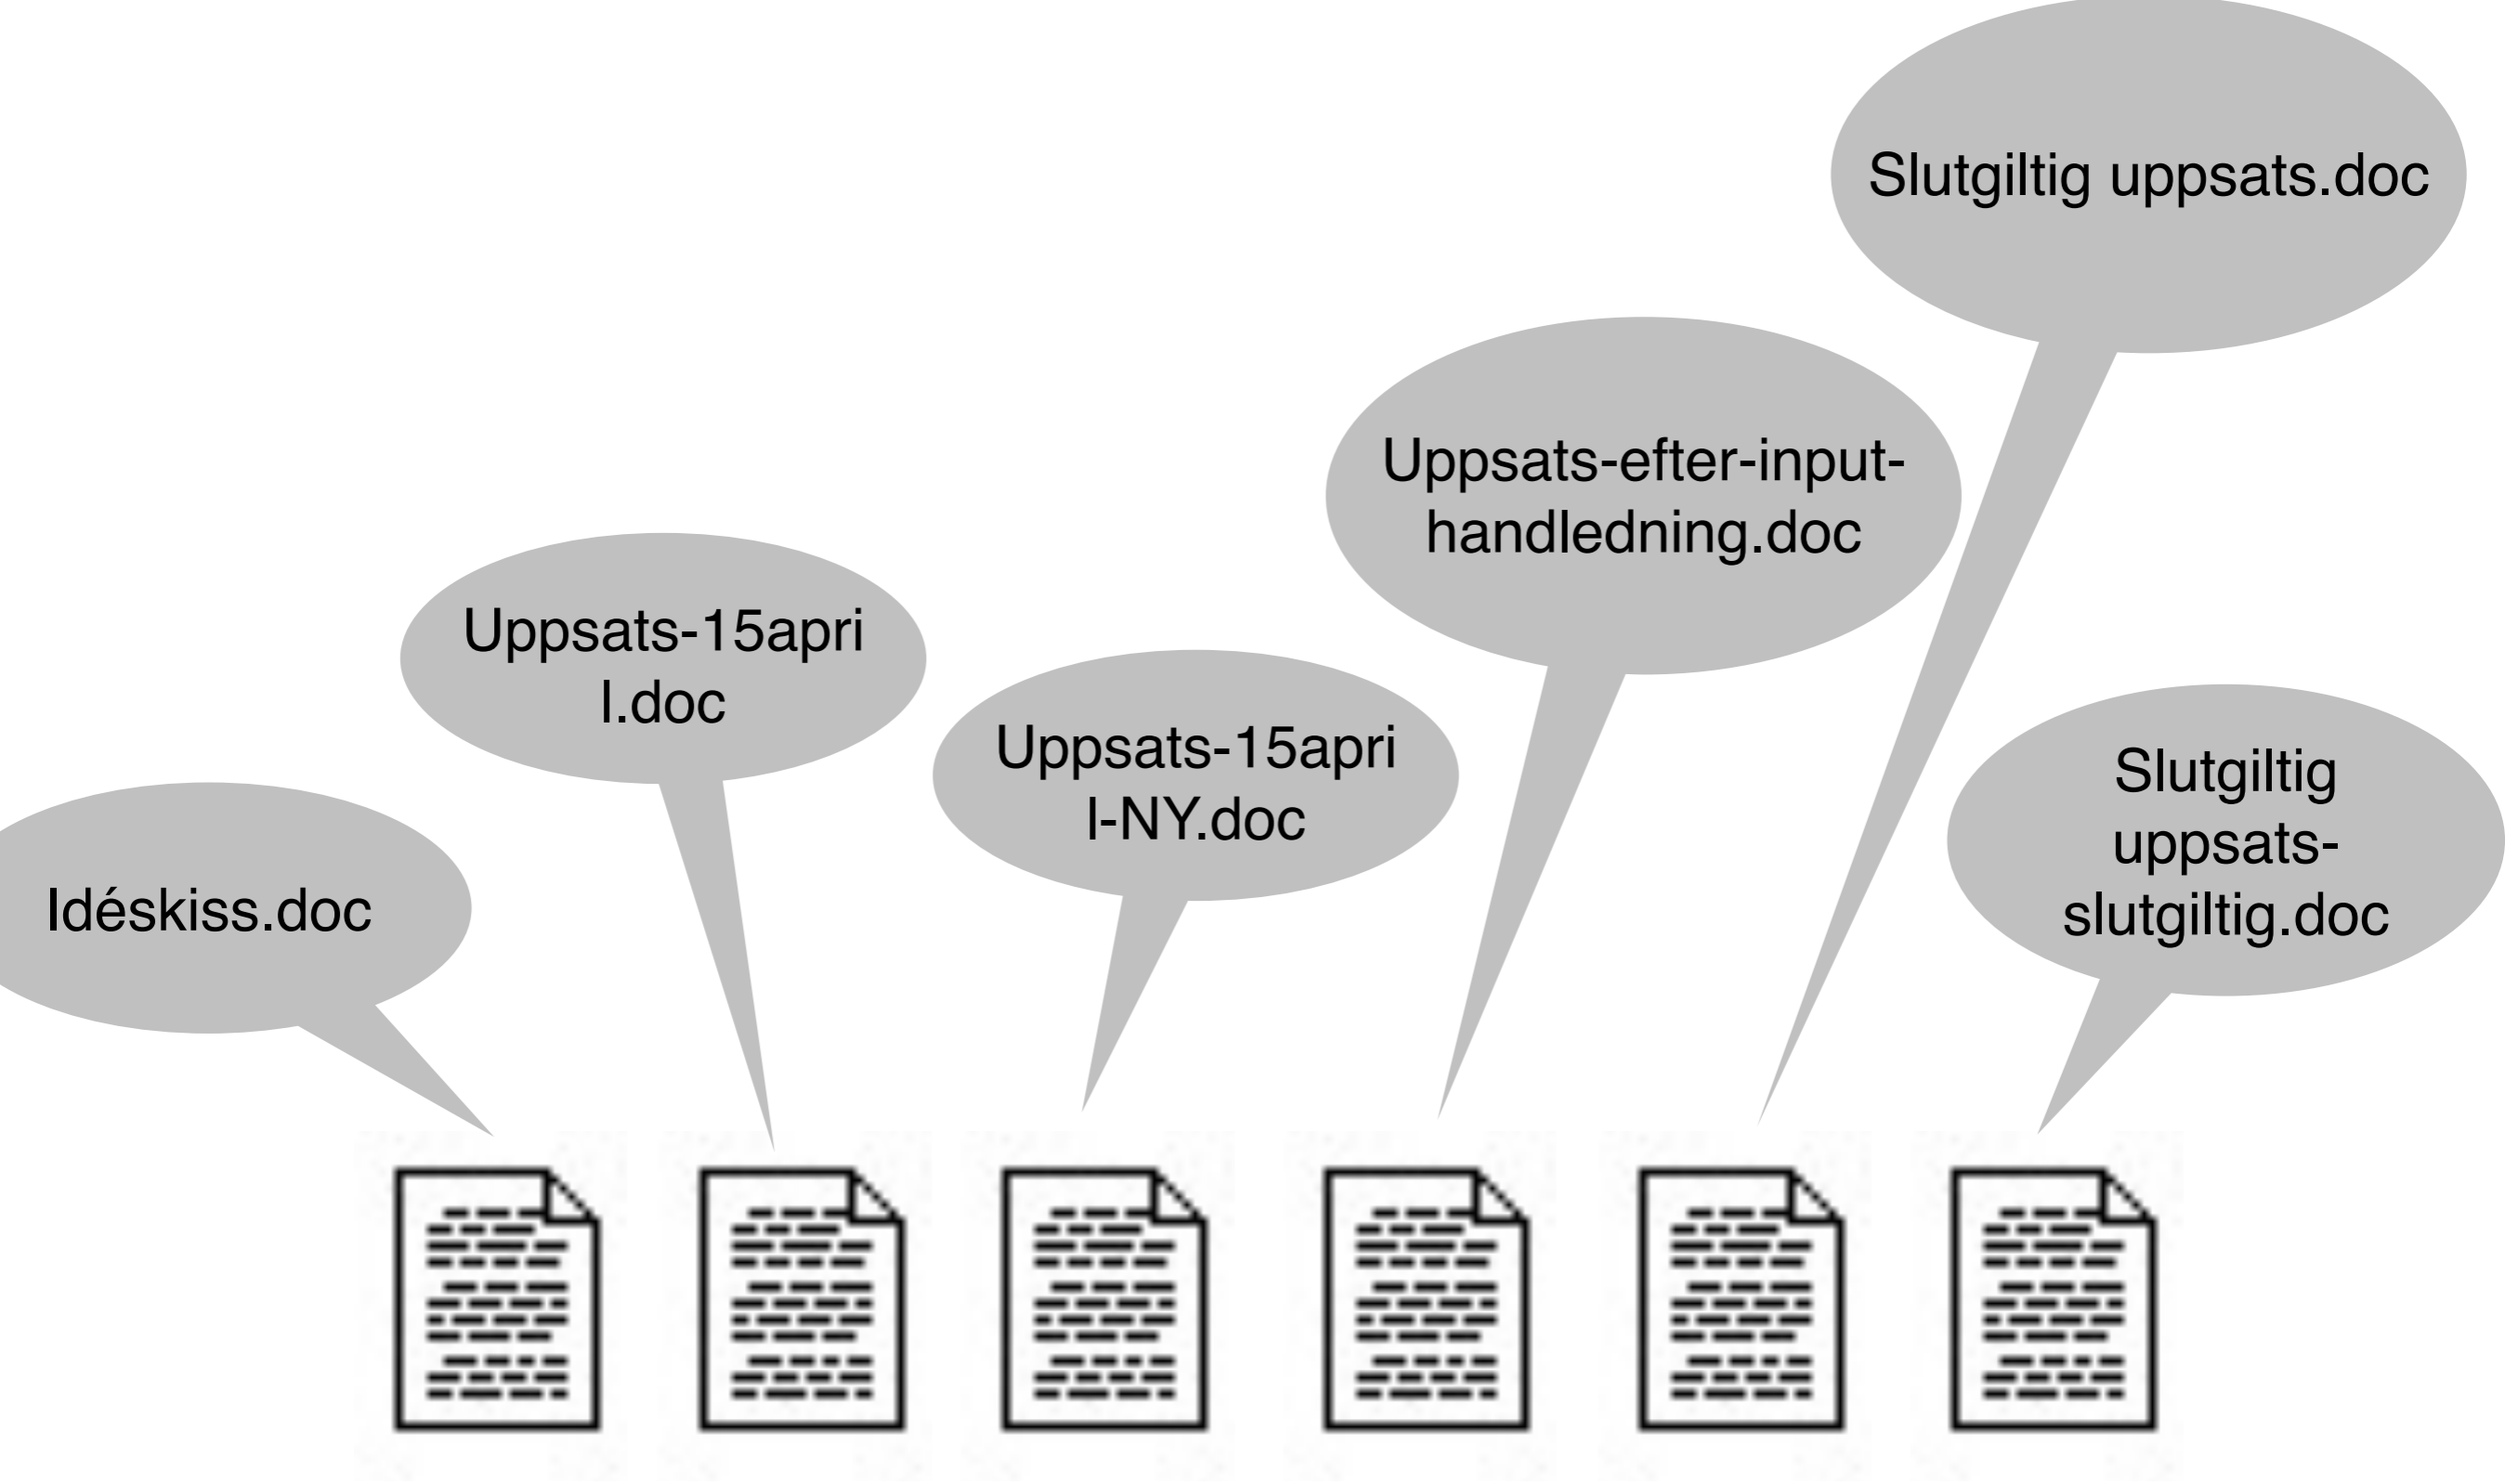 Idéskiss.doc
Uppsats-15apri
l.doc
Uppsats-15apri
l-NY.doc
Uppsats-efter-input-
handledning.doc
Slutgiltig uppsats.doc
Slutgiltig
uppsats-
slutgiltig.doc